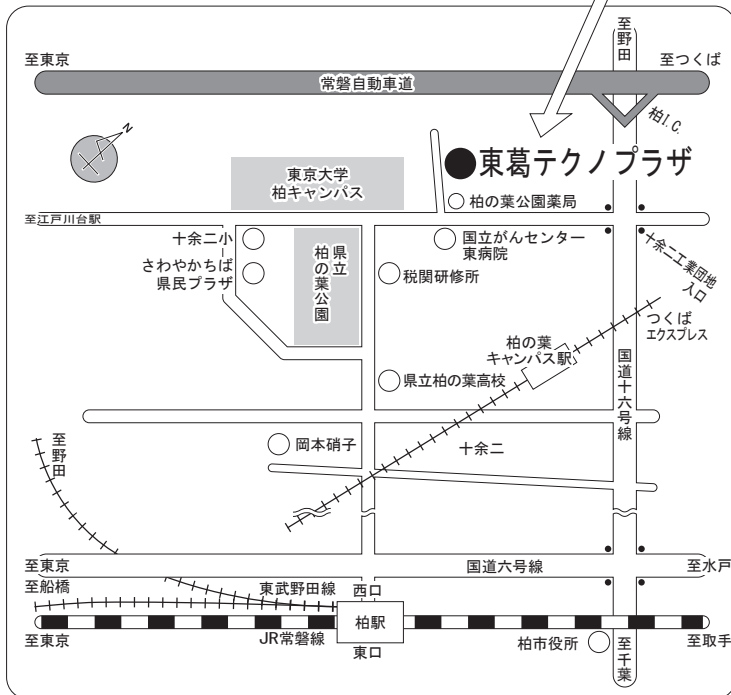 至野田
至東京
至つくば
常磐自動車道
柏I.C.
N
東葛テクノプラザ
東京大学
柏キャンパス
柏の葉公園薬局
至江戸川台駅
十余二小
国立がんセンター
東病院
十余二工業団地
入口
さわやかちば
県民プラザ
県立
柏の葉公園
税関研修所
つくば
エクスプレス
柏の葉
キャンパス駅
国道十六号線
県立柏の葉高校
至野田
岡本硝子
十余二
至東京
国道六号線
至水戸
至船橋
東武野田線
西口
柏駅
至東京
JR常磐線
東口
柏市役所
至千葉
至取手